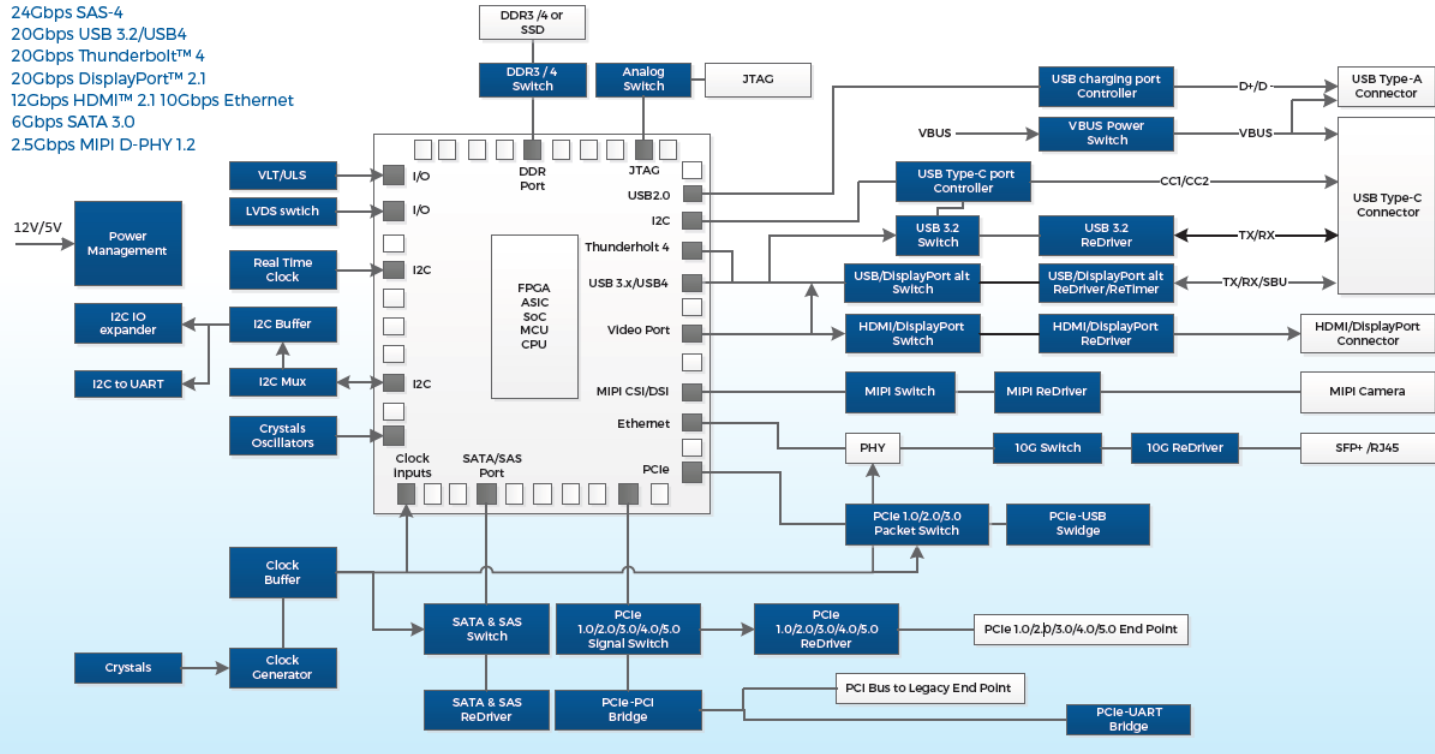 24Gbps SAS-4
20Gbps USB 3.2/USB4
20Gbps Thunderbolt™ 4
20Gbps DisplayPort™ 2.1
12Gbps HDMI™ 2.1 10Gbps Ethernet
6Gbps SATA 3.0
2.5Gbps MIPI D-PHY 1.2
DDR3 /4 or
SSD
DDR3 / 4
Switch
Analog
Switch
JTAG
USB charging port
Controller
D+/D -
USB Type-A
Connector
VBUS
VBUS Power
Switch
VBUS
VLT/ULS
I/O
DDR
Port
JTAG
USB2.0
USB Type-C port
Controller
CC1/CC2
USB Type-C
Connector
LVDS swtich
I/O
I2C
12V/5V
Power
Management
Thunderholt 4
USB 3.2
Switch
USB 3.2
ReDriver
TX/RX
Real Time
Clock
I2C
FPGA
ASIC
SoC
MCU
CPU
USB 3.x/USB4
USB/DisplayPort alt
Switch
USB/DisplayPort alt
ReDriver/ReTimer
TX/RX/SBU
I2C IO
expander
I2C Buffer
Video Port
HDMI/DisplayPort
Switch
HDMI/DisplayPort
ReDriver
HDMI/DisplayPort
Connector
I2C to UART
I2C Mux
I2C
MIPI CSI/DSI
MIPI Switch
MIPI ReDriver
MIPI Camera
Crystals
Oscillators
Ethernet
PHY
10G Switch
10G ReDriver
SFP+ /RJ45
Clock
Inputs
SATA/SAS
Port
PCIe
PCIe 1.0/2.0/3.0
Packet Switch
PCIe -USB
Swidge
Clock
Buffer
SATA & SAS
Switch
PCIe
1.0/2.0/3.0/4.0/5.0
Signal Switch
PCIe
1.0/2.0/3.0/4.0/5.0
ReDriver
PCIe 1.0/2.0/3.0/4.0/5.0 End Point
Crystals
Clock
Generator
SATA & SAS
ReDriver
PCIe-PCI
Bridge
PCI Bus to Legacy End Point
PCIe-UART
Bridge